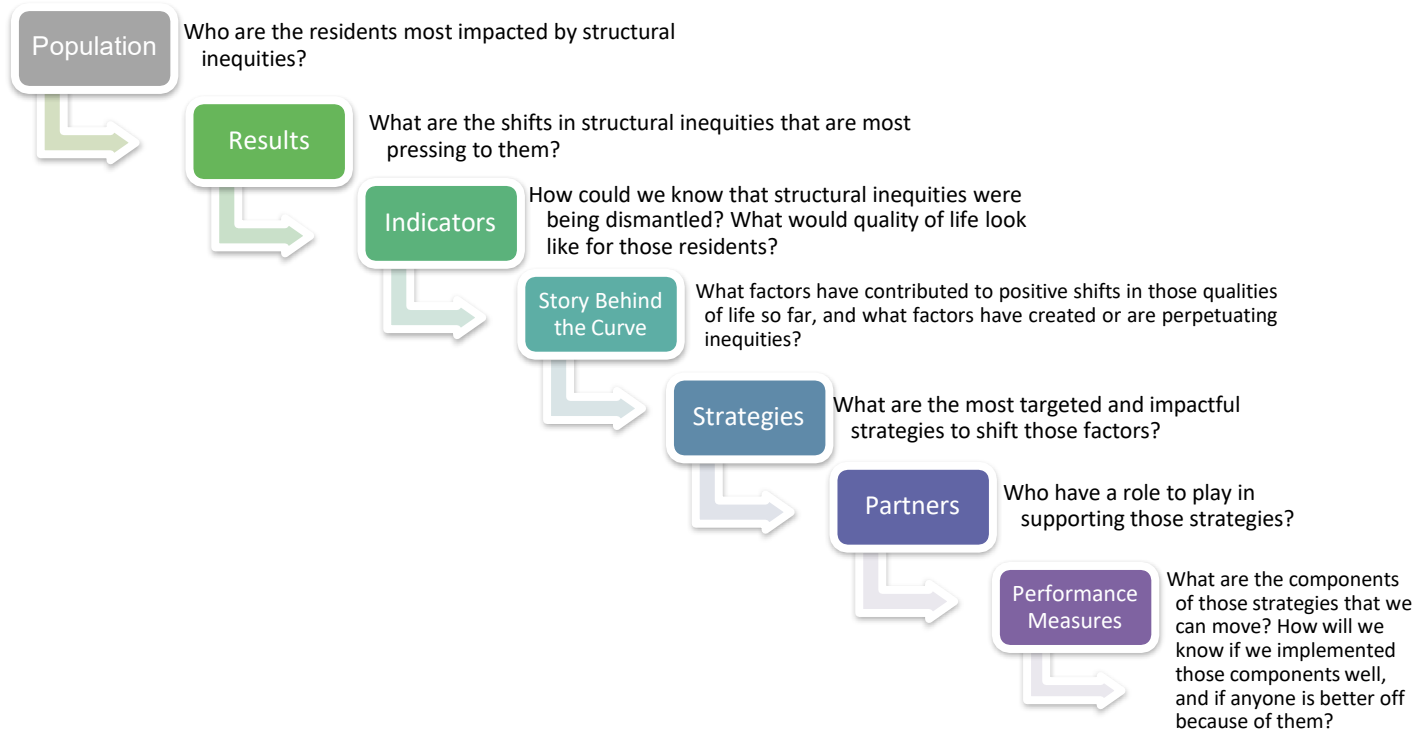 Population
Who are the residents most impacted by structural
inequities?
Results
What are the shifts in structural inequities that are most
pressing to them?
Indicators
How could we know that structural inequities were
being dismantled? What would quality of life look
like for those residents?
Story Behind
the Curve
What factors have contributed to positive shifts in those qualities
of life so far, and what factors have created or are perpetuating
inequities?
Strategies
What are the most targeted and impactful
strategies to shift those factors?
Partners
Who have a role to play in
supporting those strategies?
Performance
Measures
What are the components
of those strategies that we
can move? How will we
know if we implemented
those components well,
and if anyone is better off
because of them?